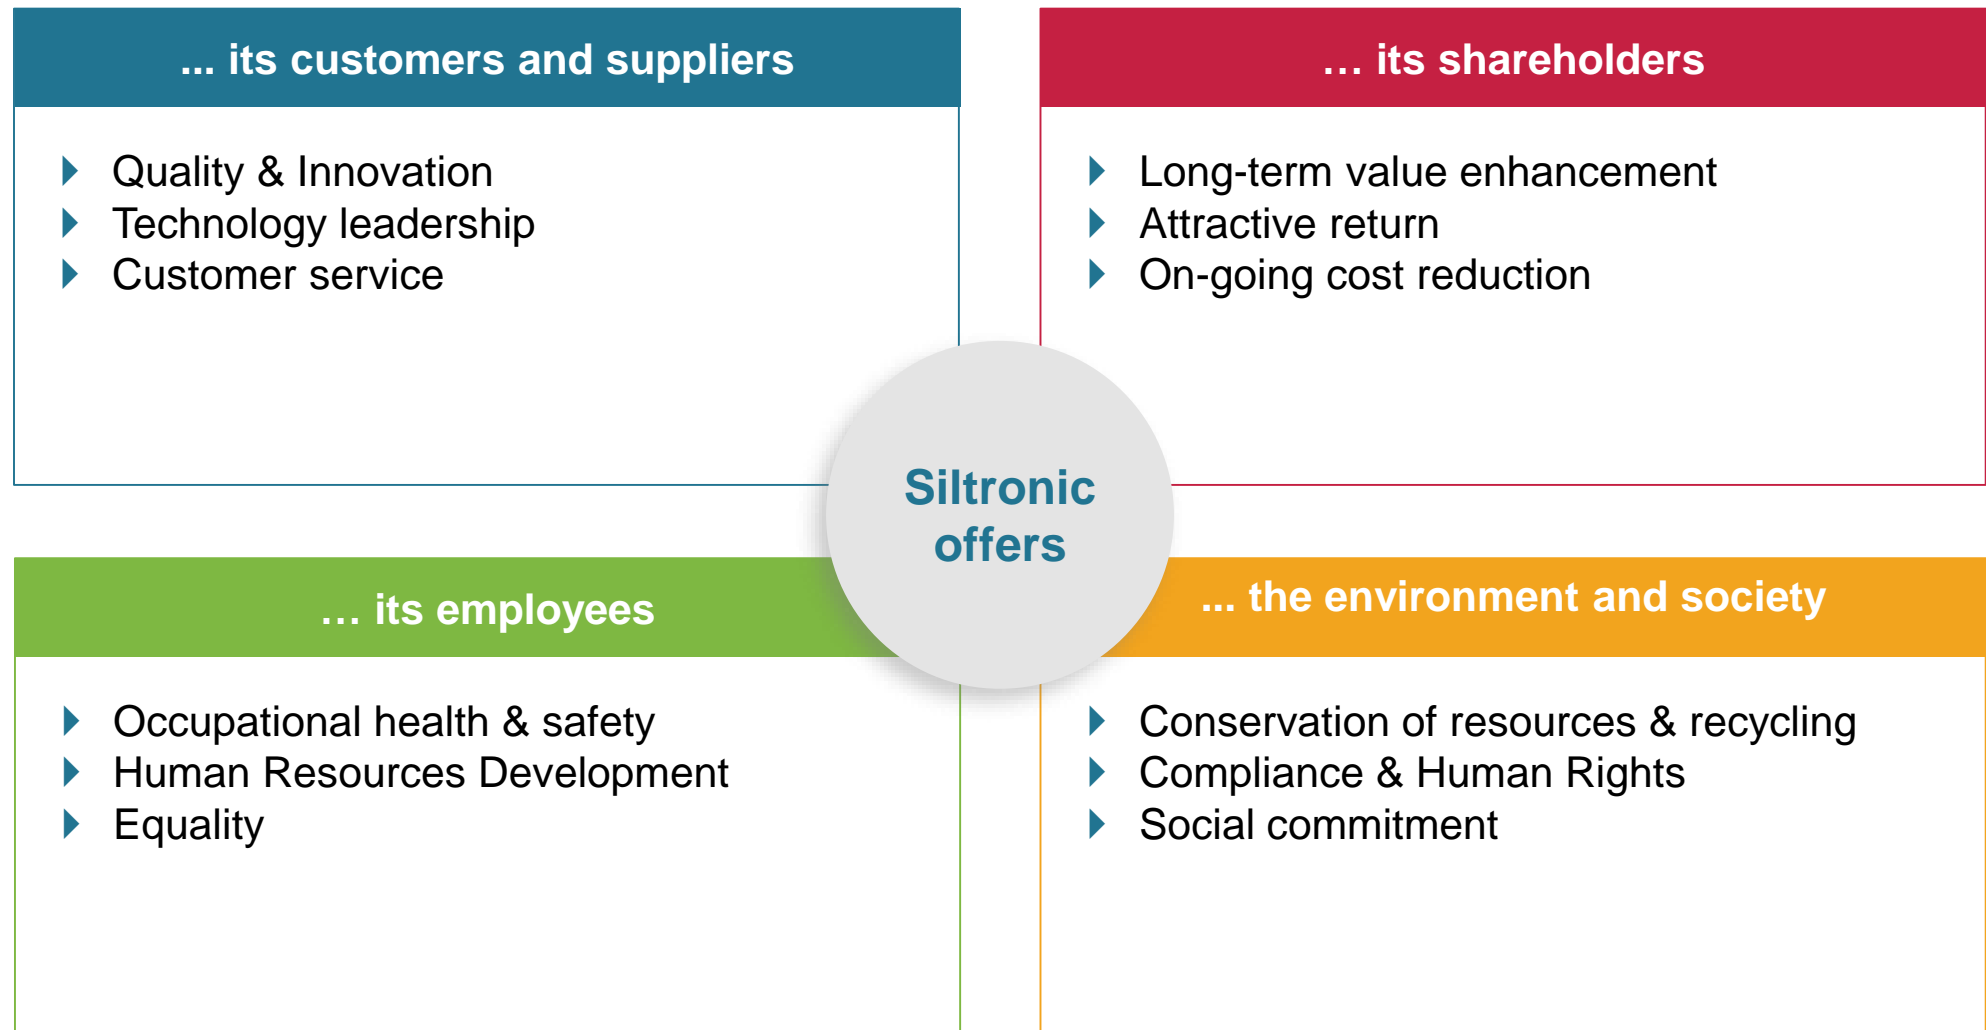 ... its customers and suppliers
Quality & Innovation
Technology leadership
Customer service
… its shareholders
Long-term value enhancement
Attractive return
On-going cost reduction
Siltronic
offers
… its employees
Occupational health & safety
Human Resources Development
Equality
... the environment and society
Conservation of resources & recycling
Compliance & Human Rights
Social commitment